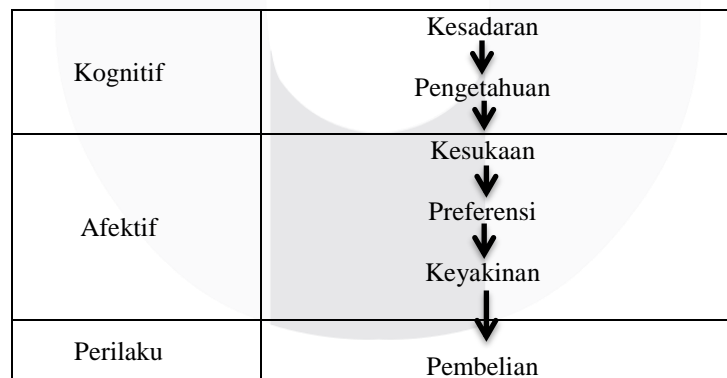 Kesadaran
Kognitif
Pengetahuan
Kesukaan
Afektif
Preferensi
Keyakinan
Perilaku
Pembelian